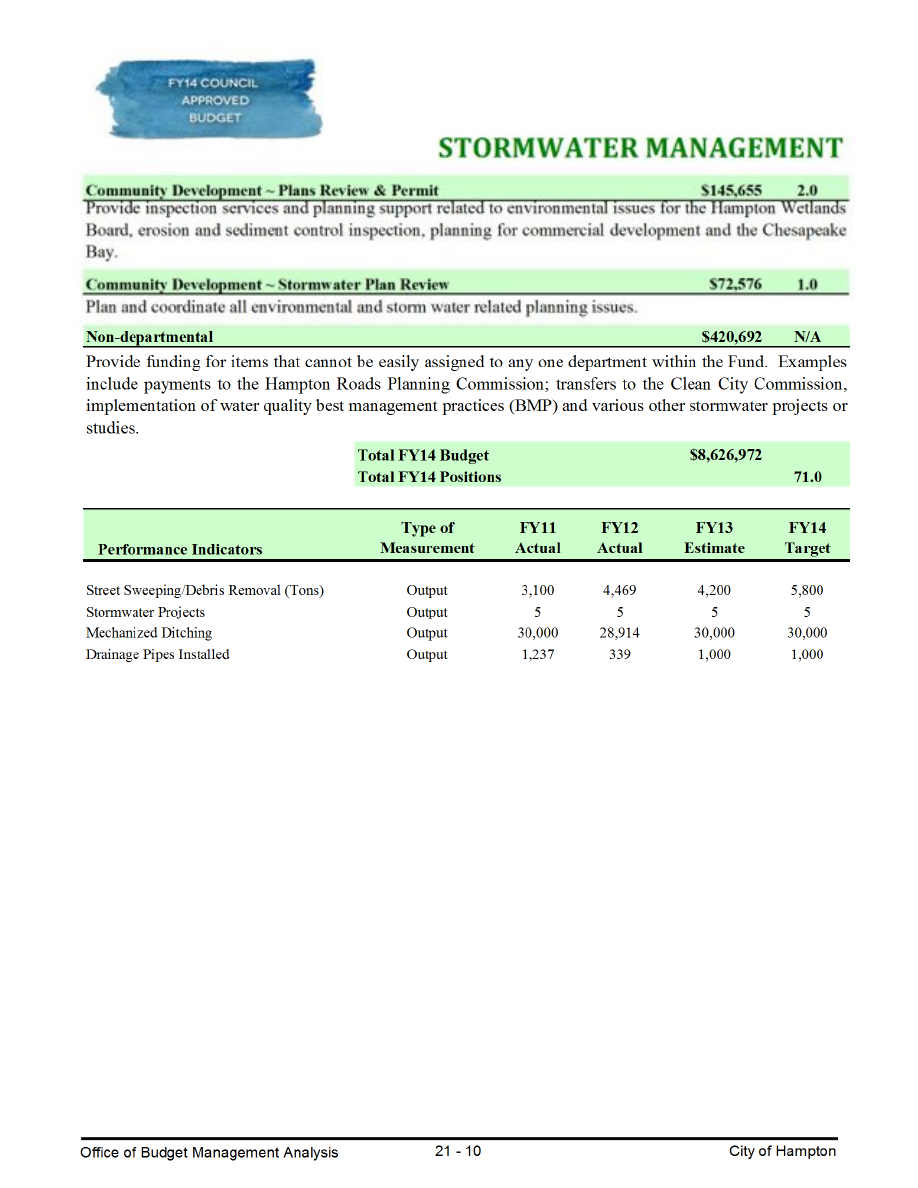 FY14 COUNCIL
APPROVED
BUDGET
STORMWATER MANAGEMENT
Community Development ~ Plans Review & Permit $145,655 2.0
Provide inspection services and planning support related to environmental issues for the Hampton Wetlands
Board, erosion and sediment control inspection, planning for commercial development and the Chesapeake
Bay.
Community Development ~ Stormwater Plan Review $72,576 1.0
Plan and coordinate all environmental and storm water related planning issues.
Non-departmental $420,692 N/A
Provide funding for items that cannot be easily assigned to any one department within the Fund. Examples
include payments to the Hampton Roads Planning Commission; transfers to the Clean City Commission,
implementation of water quality best management practices (BMP) and various other stormwater projects or
studies.
Total FY14 Budget $8,626,972
Total FY14 Positions 71.0
Type of FY11 FY12 FY13 FY14
Performance Indicators Measurement Actual Actual Estimate Target
Street Sweeping/Debris Removal (Tons) Output 3,100 4,469 4,200 5,800
Stormwater Projects Output 5 5 5 5
Mechanized Ditching Output 30,000 28,914 30,000 30,000
Drainage Pipes Installed Output 1,237 339 1,000 1,000
Office of Budget Management Analysis 21 - 10 City of Hampton